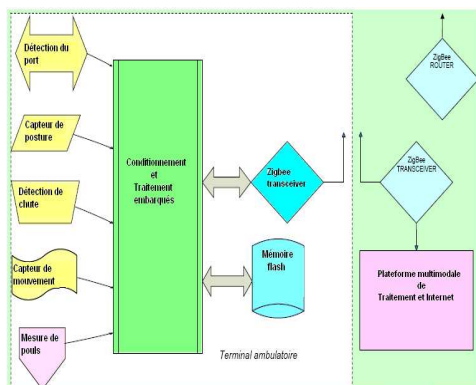 Détection du
port
Capteur de
posture
Détection de
chute
Capteur de
mouvement
Mesure de
pouls
Conditionnement
et
Traitement
embarqués
Zigbee
transceiver
Mémoire
flash
Terminal ambulatoire
ZigBee
ROUTER
ZigBee
TRANSCEIVER
Plateforme multimodale
de
Traitement et Internet